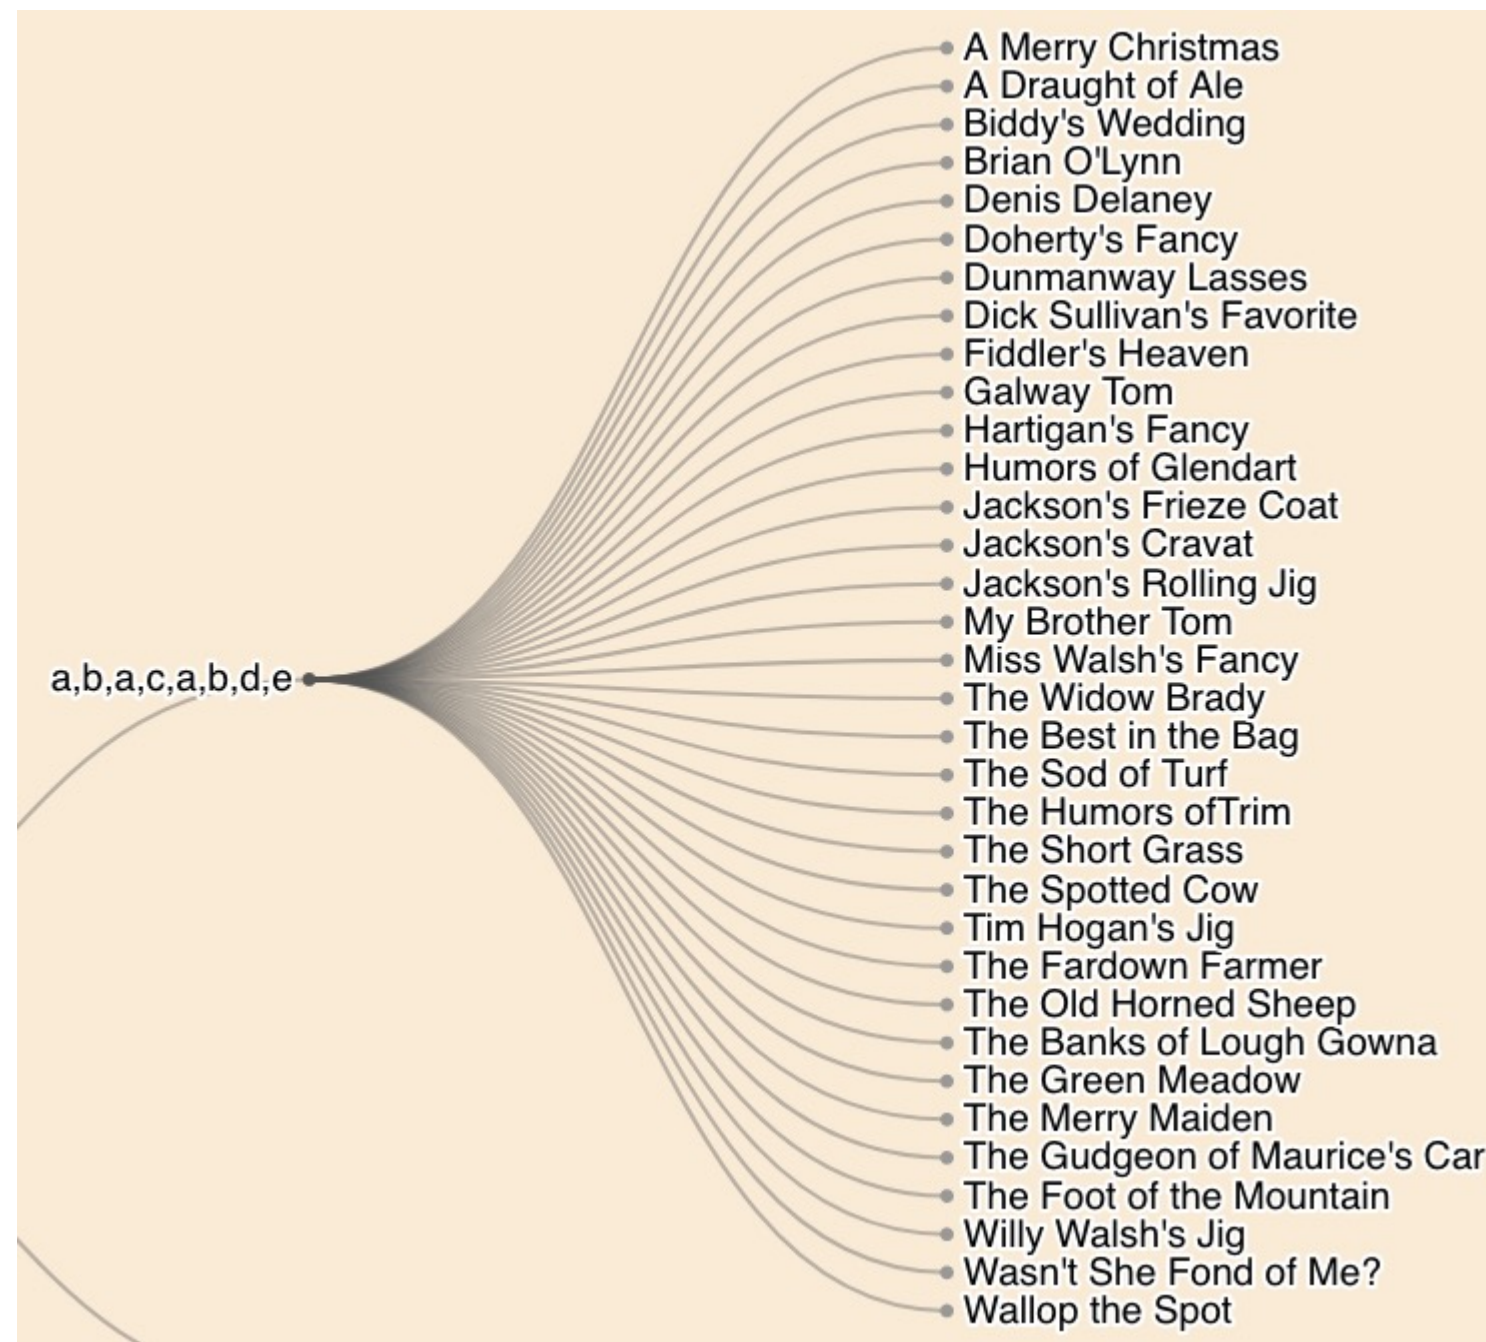 A Merry Christmas
A Draught of Ale
Biddy's Wedding
Brian O'Lynn
Denis Delaney
Doherty's Fancy
Dunmanway Lasses
Dick Sullivan's Favorite
Fiddler's Heaven
Galway Tom
Hartigan's Fancy
Humors of Glendart
Jackson's Frieze Coat
Jackson's Cravat
Jackson's Rolling Jig
My Brother Tom
Miss Walsh's Fancy
a,b,a,c,a,b,d,e
The Widow Brady
The Best in the Bag
The Sod of Turf
The Humors ofTrim
The Short Grass
The Spotted Cow
Tim Hogan's Jig
The Fardown Farmer
The Old Horned Sheep
The Banks of Lough Gowna
The Green Meadow
The Merry Maiden
The Gudgeon of Maurice's Car
The Foot of the Mountain
Willy Walsh's Jig
Wasn't She Fond of Me?
Wallop the Spot